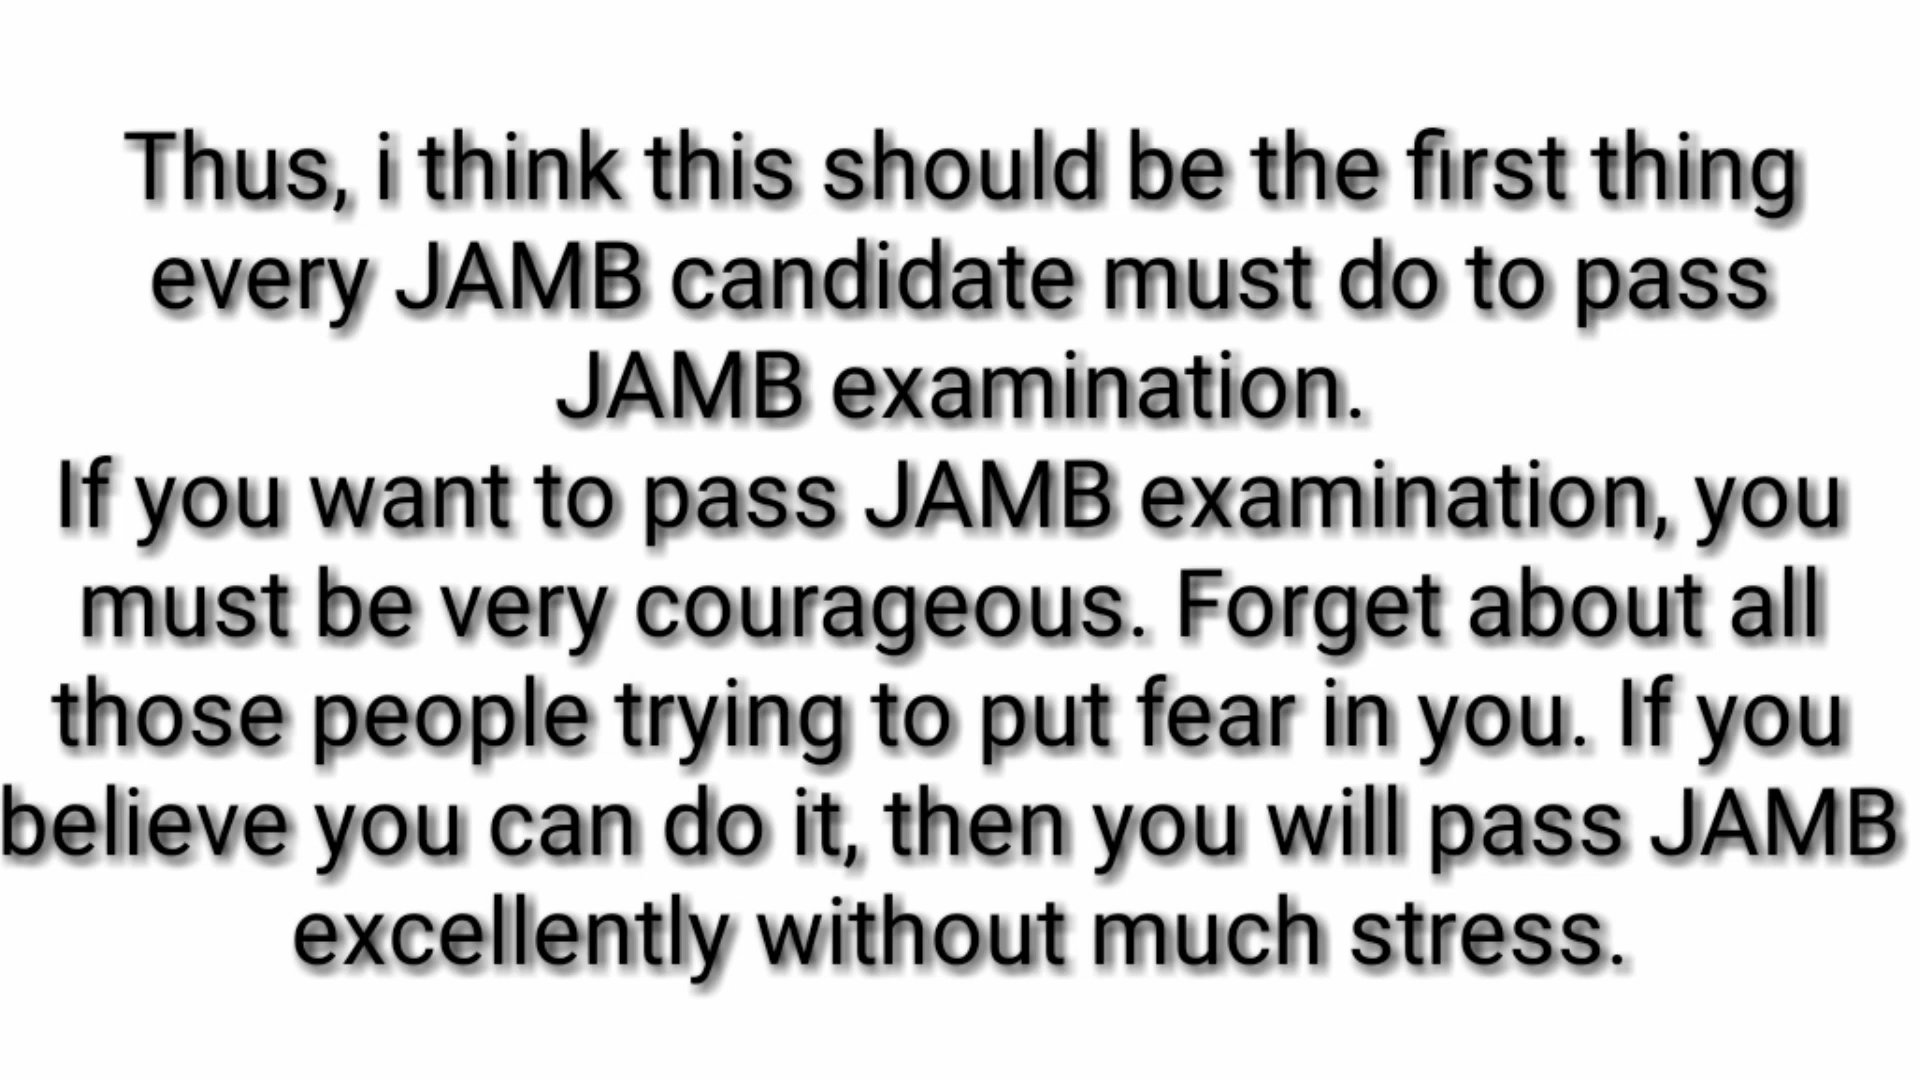 Thus, i think this should be the first thing
every JAMB candidate must do to pass
JAMB examination.
If you want to pass JAMB examination, you
must be very courageous. Forget about all
those people trying to put fear in you. If you
believe you can do it, then you will pass JAMB
excellently without much stress.